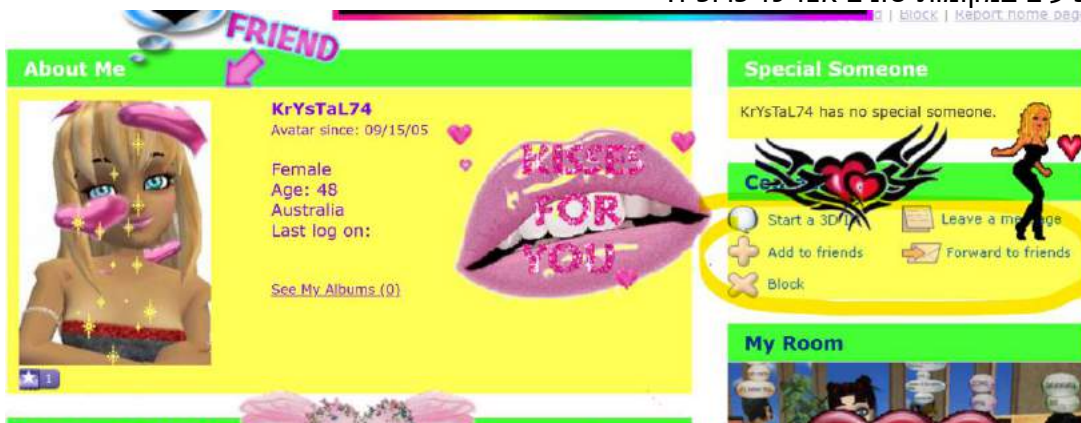 | Block | Report home page
FRIEND
About Me
KrYsTaL74
Avatar since: 09/15/05
Female
Age: 48
Australia
Last log on:
See My Albums (0)
1
KISSES
FOR
YOU
Special Someone
KrYsTaL74 has no special someone.
Start a 3D
Leave a message
Add to friends
Forward to friends
Block
My Room